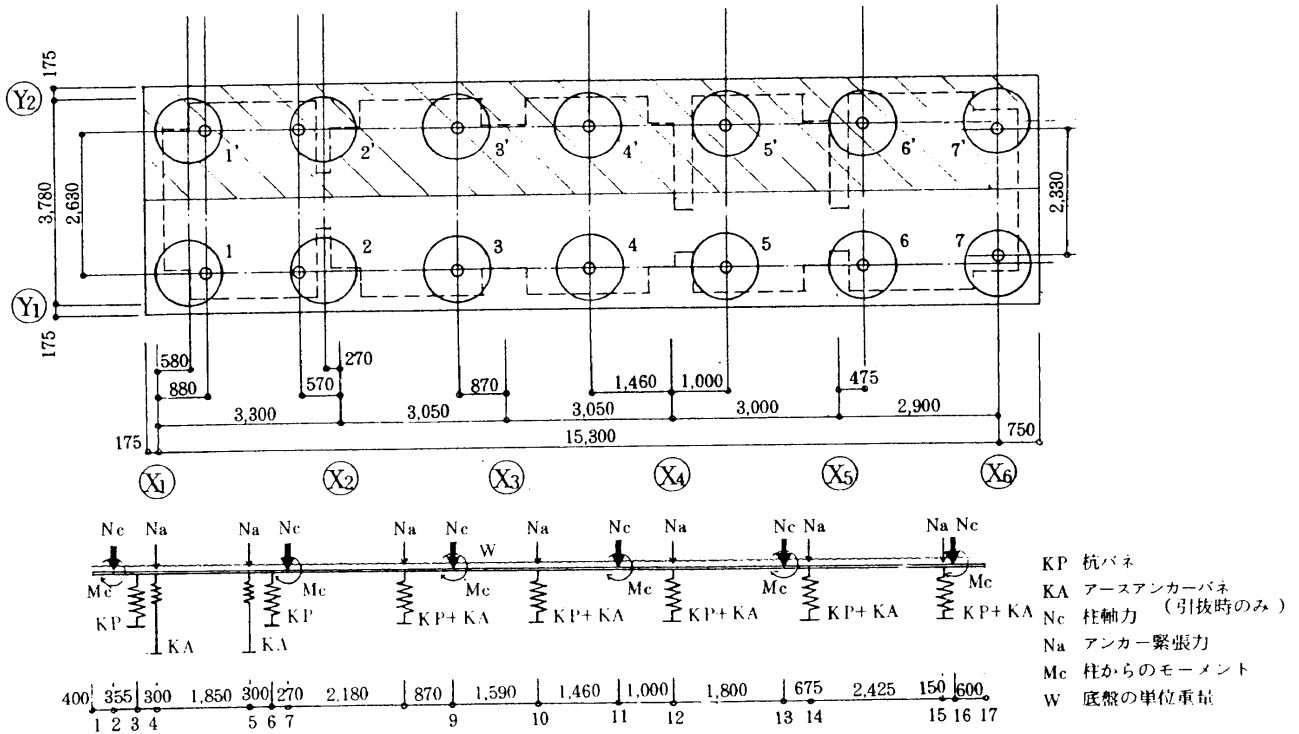 Y2
175
3,780
2,630
2,330
Y1
175
1'
2'
3'
4'
5'
6'
7'
1
2
3
4
5
6
7
580
270
880
570
870
1,460
1,000
475
3,300
3,050
3,050
3,000
2,900
175
15,300
750
X1
X2
X3
X4
X5
X6
Nc Na Na Nc Na Nc W Na Nc Na Nc Na Na Nc
Mc Mc Mc Mc Mc Mc
KP KA KA KP KP+KA KP+KA KP+KA KP+KA KP+KA
KP 杭バネ
KA アースアンカーバネ
(引抜時のみ)
Nc 柱軸力
Na アンカー緊張力
Mc 柱からのモーメント
W 底盤の単位重量
400 355 300 1,850 300 270 2.180 870 1,590 1,460 1,000 1,800 675 2,425 150 600
1 2 3 4 5 6 7 9 10 11 12 13 14 15 16 17